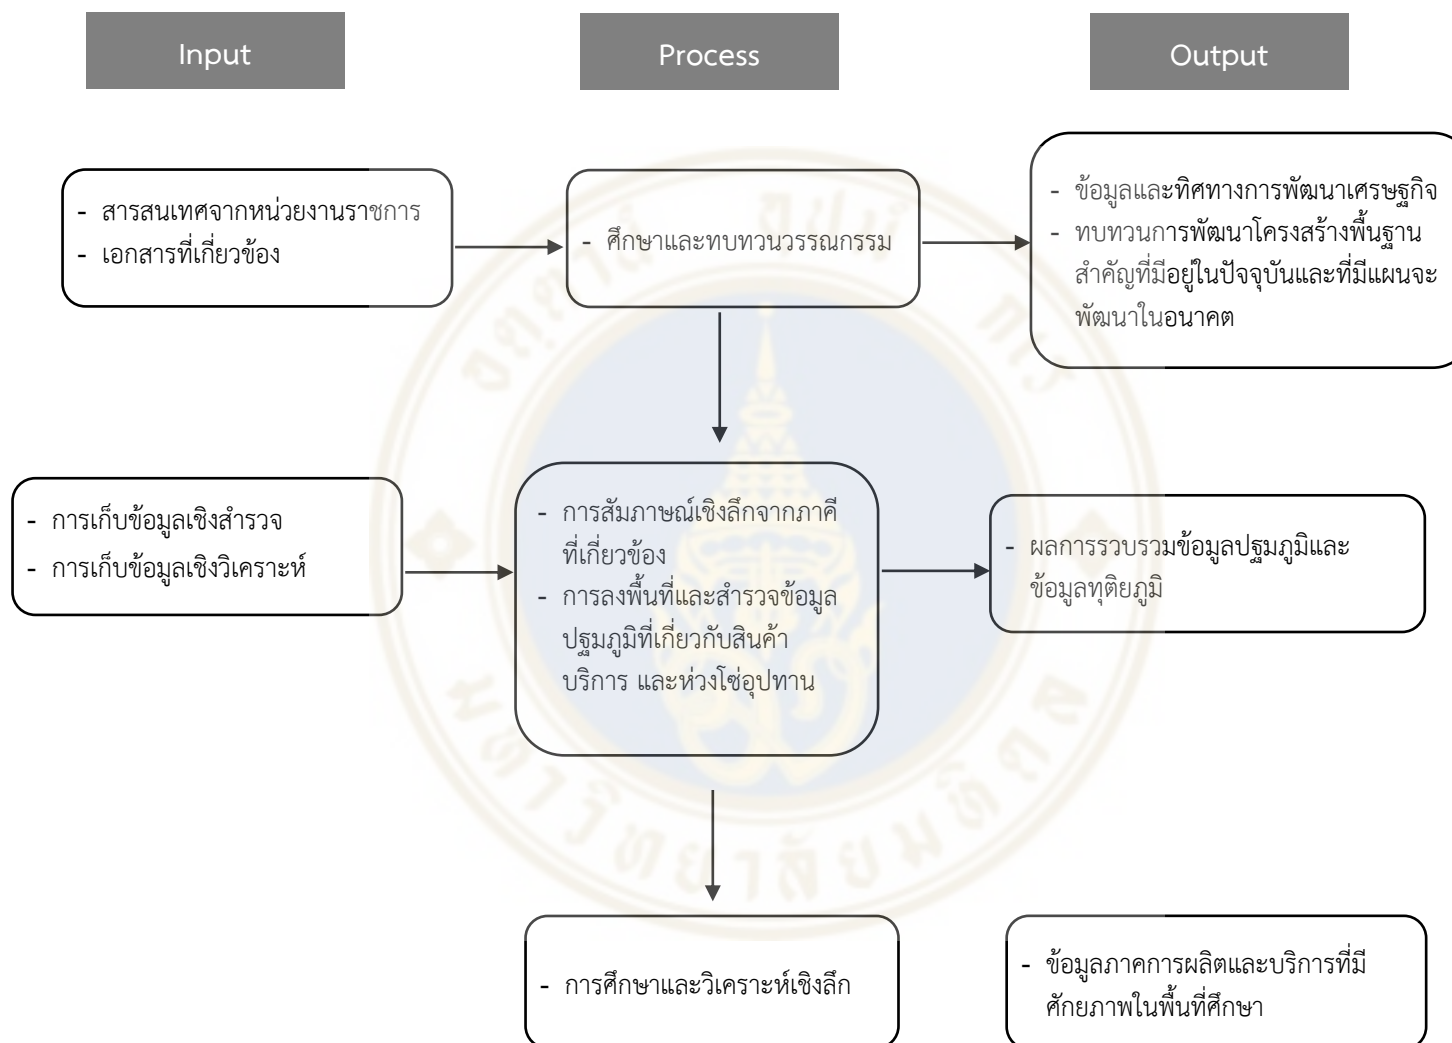 Input
Process
Output
- สารสนเทศจากหน่วยงานราชการ
- เอกสารที่เกี่ยวข้อง
- ศึกษาและทบทวนวรรณกรรม
- ข้อมูลและทิศทางการพัฒนาเศรษฐกิจ
- ทบทวนการพัฒนาโครงสร้างพื้นฐาน
สำคัญที่มีอยู่ในปัจจุบันและที่มีแผนจะ
พัฒนาในอนาคต
- การเก็บข้อมูลเชิงสำรวจ
- การเก็บข้อมูลเชิงวิเคราะห์
- การสัมภาษณ์เชิงลึกจากภาคี
ที่เกี่ยวข้อง
- การลงพื้นที่และสำรวจข้อมูล
ปฐมภูมิที่เกี่ยวกับสินค้า
บริการ และห่วงโซ่อุปทาน
- ผลการรวบรวมข้อมูลปฐมภูมิและ
ข้อมูลทุติยภูมิ
- การศึกษาและวิเคราะห์เชิงลึก
- ข้อมูลภาคการผลิตและบริการที่มี
ศักยภาพในพื้นที่ศึกษา
มหาวิทยาลัยมหิดล